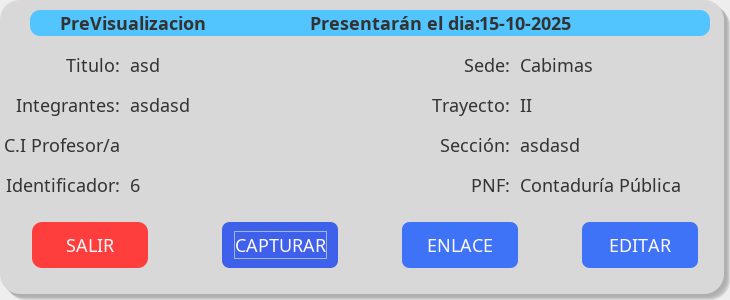 PreVisualizacion Presentarán el dia:15-10-2025
Titulo: asd Sede: Cabimas
Integrantes: asdasd Trayecto: II
C.I Profesor/a Sección: asdasd
Identificador: 6 PNF: Contaduría Pública
SALIR CAPTURAR ENLACE EDITAR